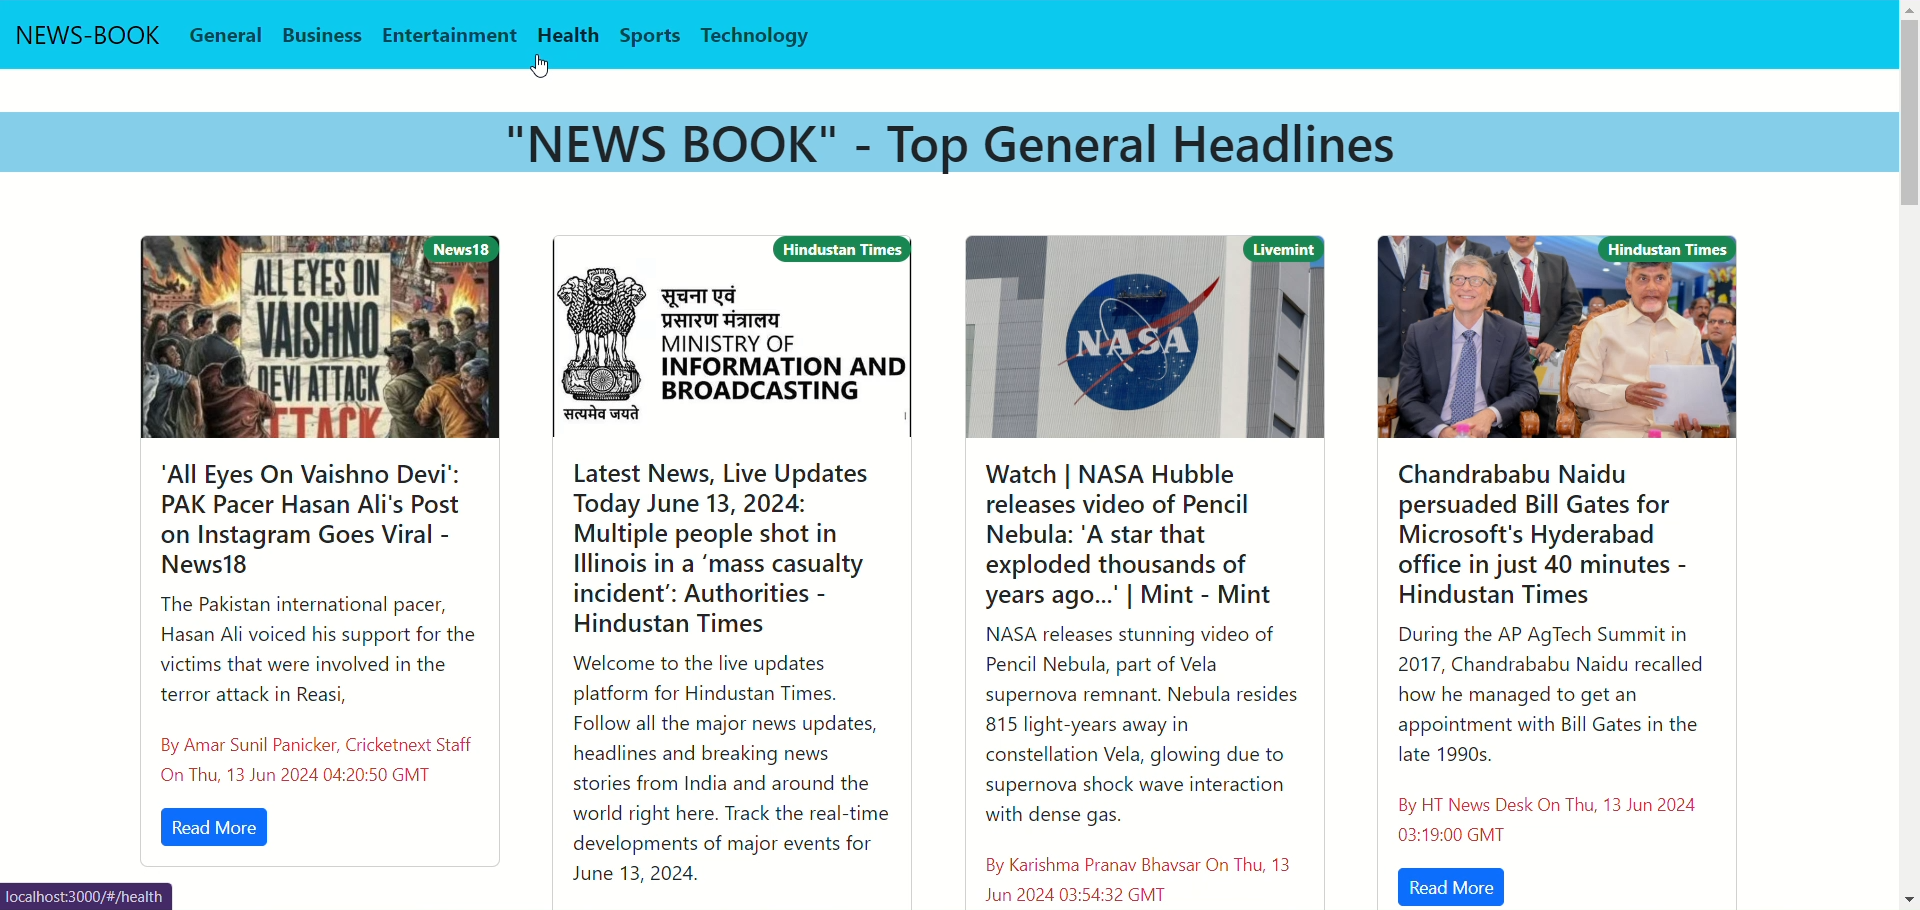 NEWS-BOOK General Business Entertainment Health Sports Technology
"NEWS BOOK" - Top General Headlines
News18
ALL EYES ON
VAISHNO
DEVI ATTACK
ATTACK
'All Eyes On Vaishno Devi':
PAK Pacer Hasan Ali's Post
on Instagram Goes Viral -
News18
The Pakistan international pacer,
Hasan Ali voiced his support for the
victims that were involved in the
terror attack in Reasi,
By Amar Sunil Panicker, Cricketnext Staff
On Thu, 13 Jun 2024 04:20:50 GMT
Read More
Hindustan Times
सूचना एवं
प्रसारण मंत्रालय
MINISTRY OF
INFORMATION AND
BROADCASTING
सत्यमेव जयते
Latest News, Live Updates
Today June 13, 2024:
Multiple people shot in
Illinois in a ‘mass casualty
incident’: Authorities -
Hindustan Times
Welcome to the live updates
platform for Hindustan Times.
Follow all the major news updates,
headlines and breaking news
stories from India and around the
world right here. Track the real-time
developments of major events for
June 13, 2024.
Livemint
NASA
Watch | NASA Hubble
releases video of Pencil
Nebula: 'A star that
exploded thousands of
years ago...' | Mint - Mint
NASA releases stunning video of
Pencil Nebula, part of Vela
supernova remnant. Nebula resides
815 light-years away in
constellation Vela, glowing due to
supernova shock wave interaction
with dense gas.
By Karishma Pranav Bhavsar On Thu, 13
Jun 2024 03:54:32 GMT
Hindustan Times
Chandrababu Naidu
persuaded Bill Gates for
Microsoft's Hyderabad
office in just 40 minutes -
Hindustan Times
During the AP AgTech Summit in
2017, Chandrababu Naidu recalled
how he managed to get an
appointment with Bill Gates in the
late 1990s.
By HT News Desk On Thu, 13 Jun 2024
03:19:00 GMT
Read More
localhost:3000/#/health